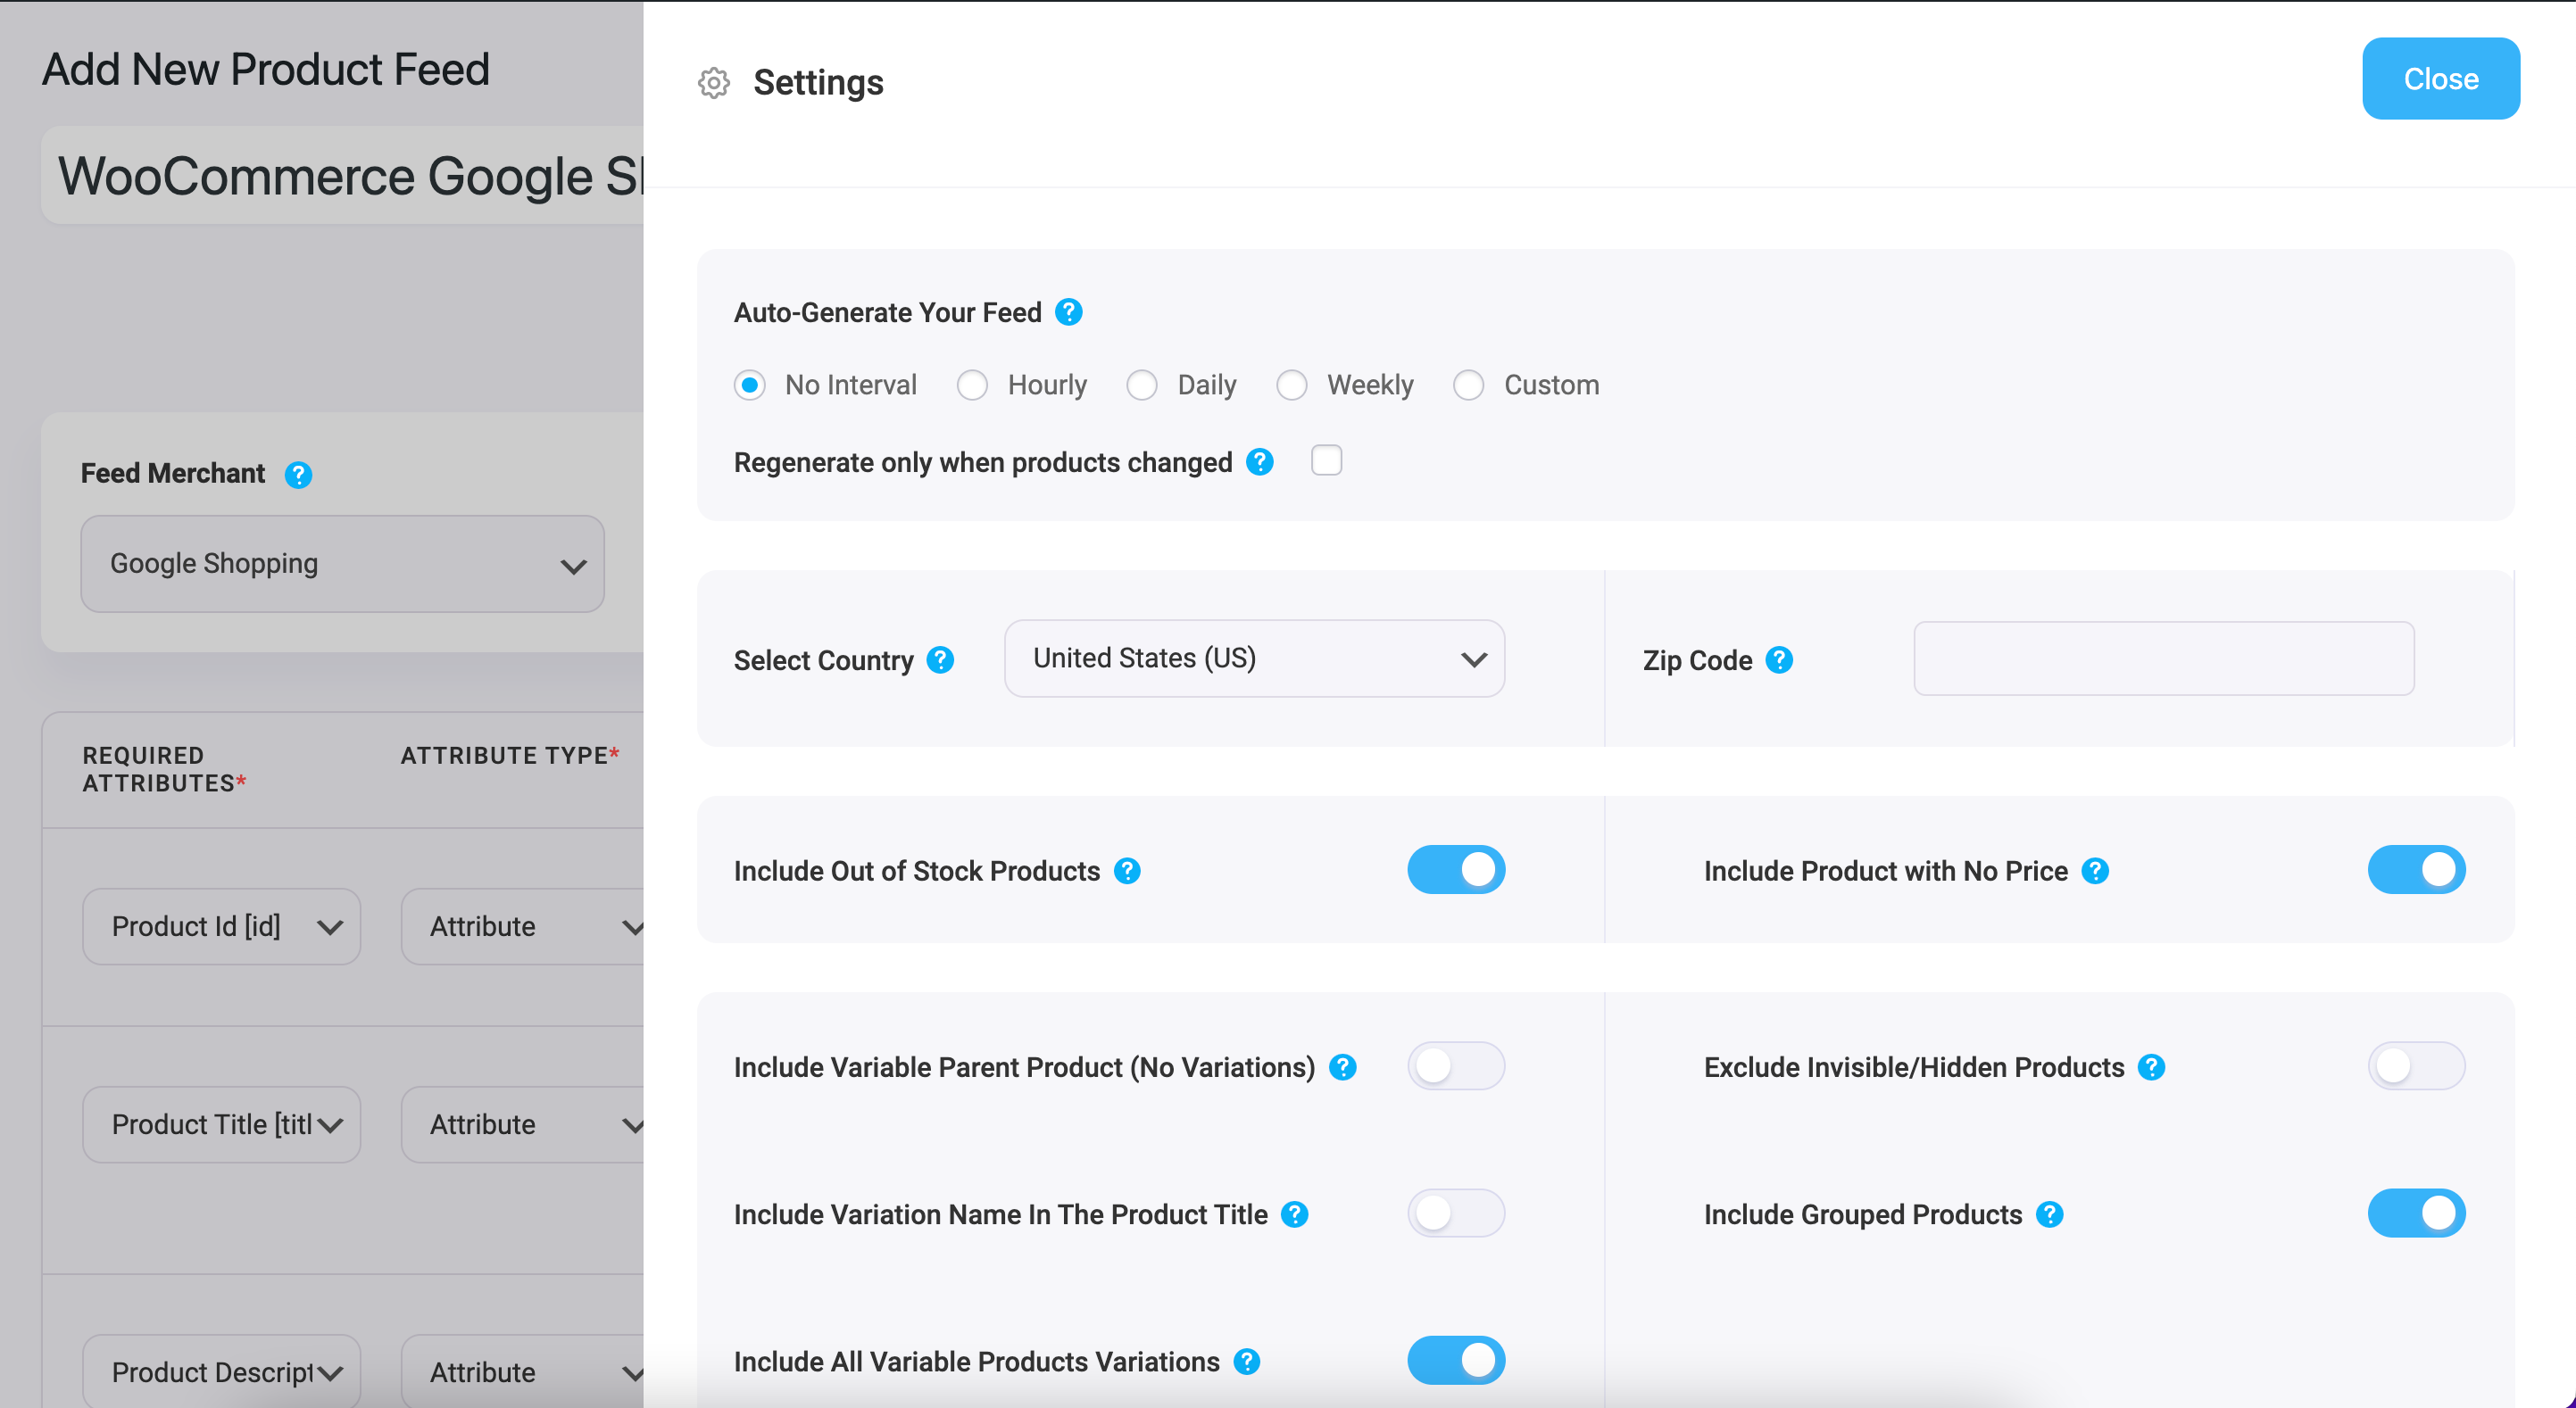 Add New Product Feed
WooCommerce Google
Feed Merchant
Google Shopping
REQUIRED
ATTRIBUTES*
ATTRIBUTE TYPE*
Product Id [id]
Attribute
Product Title [titl
Attribute
Product Descript
Attribute
Settings
Close
Auto-Generate Your Feed ?
No Interval Hourly Daily Weekly Custom
Regenerate only when products changed ?
Select Country ?
United States (US)
Zip Code ?
Include Out of Stock Products ?
Include Product with No Price ?
Include Variable Parent Product (No Variations) ?
Exclude Invisible/Hidden Products ?
Include Variation Name In The Product Title ?
Include Grouped Products ?
Include All Variable Products Variations ?